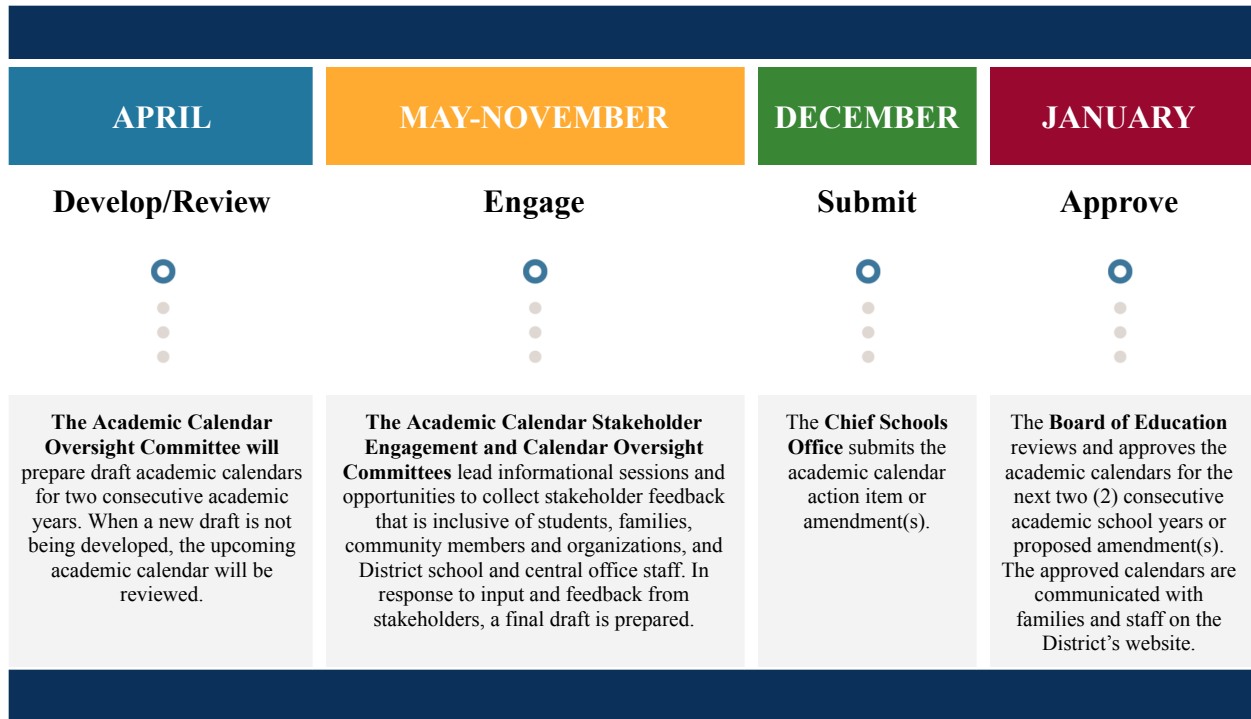 APRIL
Develop/Review
The Academic Calendar
Oversight Committee will
prepare draft academic calendars
for two consecutive academic
years. When a new draft is not
being developed, the upcoming
academic calendar will be
reviewed.
MAY-NOVEMBER
Engage
The Academic Calendar Stakeholder
Engagement and Calendar Oversight
Committees lead informational sessions and
opportunities to collect stakeholder feedback
that is inclusive of students, families,
community members and organizations, and
District school and central office staff. In
response to input and feedback from
stakeholders, a final draft is prepared.
DECEMBER
Submit
The Chief Schools
Office submits the
academic calendar
action item or
amendment(s).
JANUARY
Approve
The Board of Education
reviews and approves the
academic calendars for the
next two (2) consecutive
academic school years or
proposed amendment(s).
The approved calendars are
communicated with
families and staff on the
District’s website.